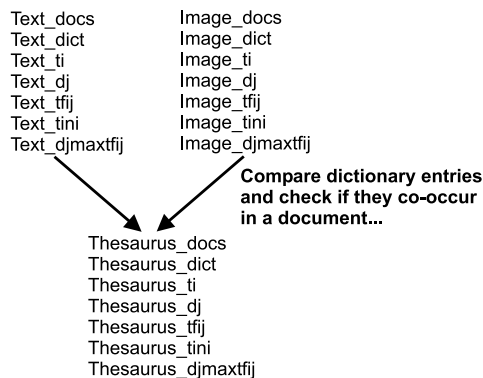 Text_docs
Text_dict
Text_ti
Text_dj
Text_tfij
Text_tini
Text_djmaxtfij
Image_docs
Image_dict
Image_ti
Image_dj
Image_tfij
Image_tini
Image_djmaxtfij
Compare dictionary entries
and check if they co-occur
in a document...
Thesaurus_docs
Thesaurus_dict
Thesaurus_ti
Thesaurus_dj
Thesaurus_tfij
Thesaurus_tini
Thesaurus_djmaxtfij